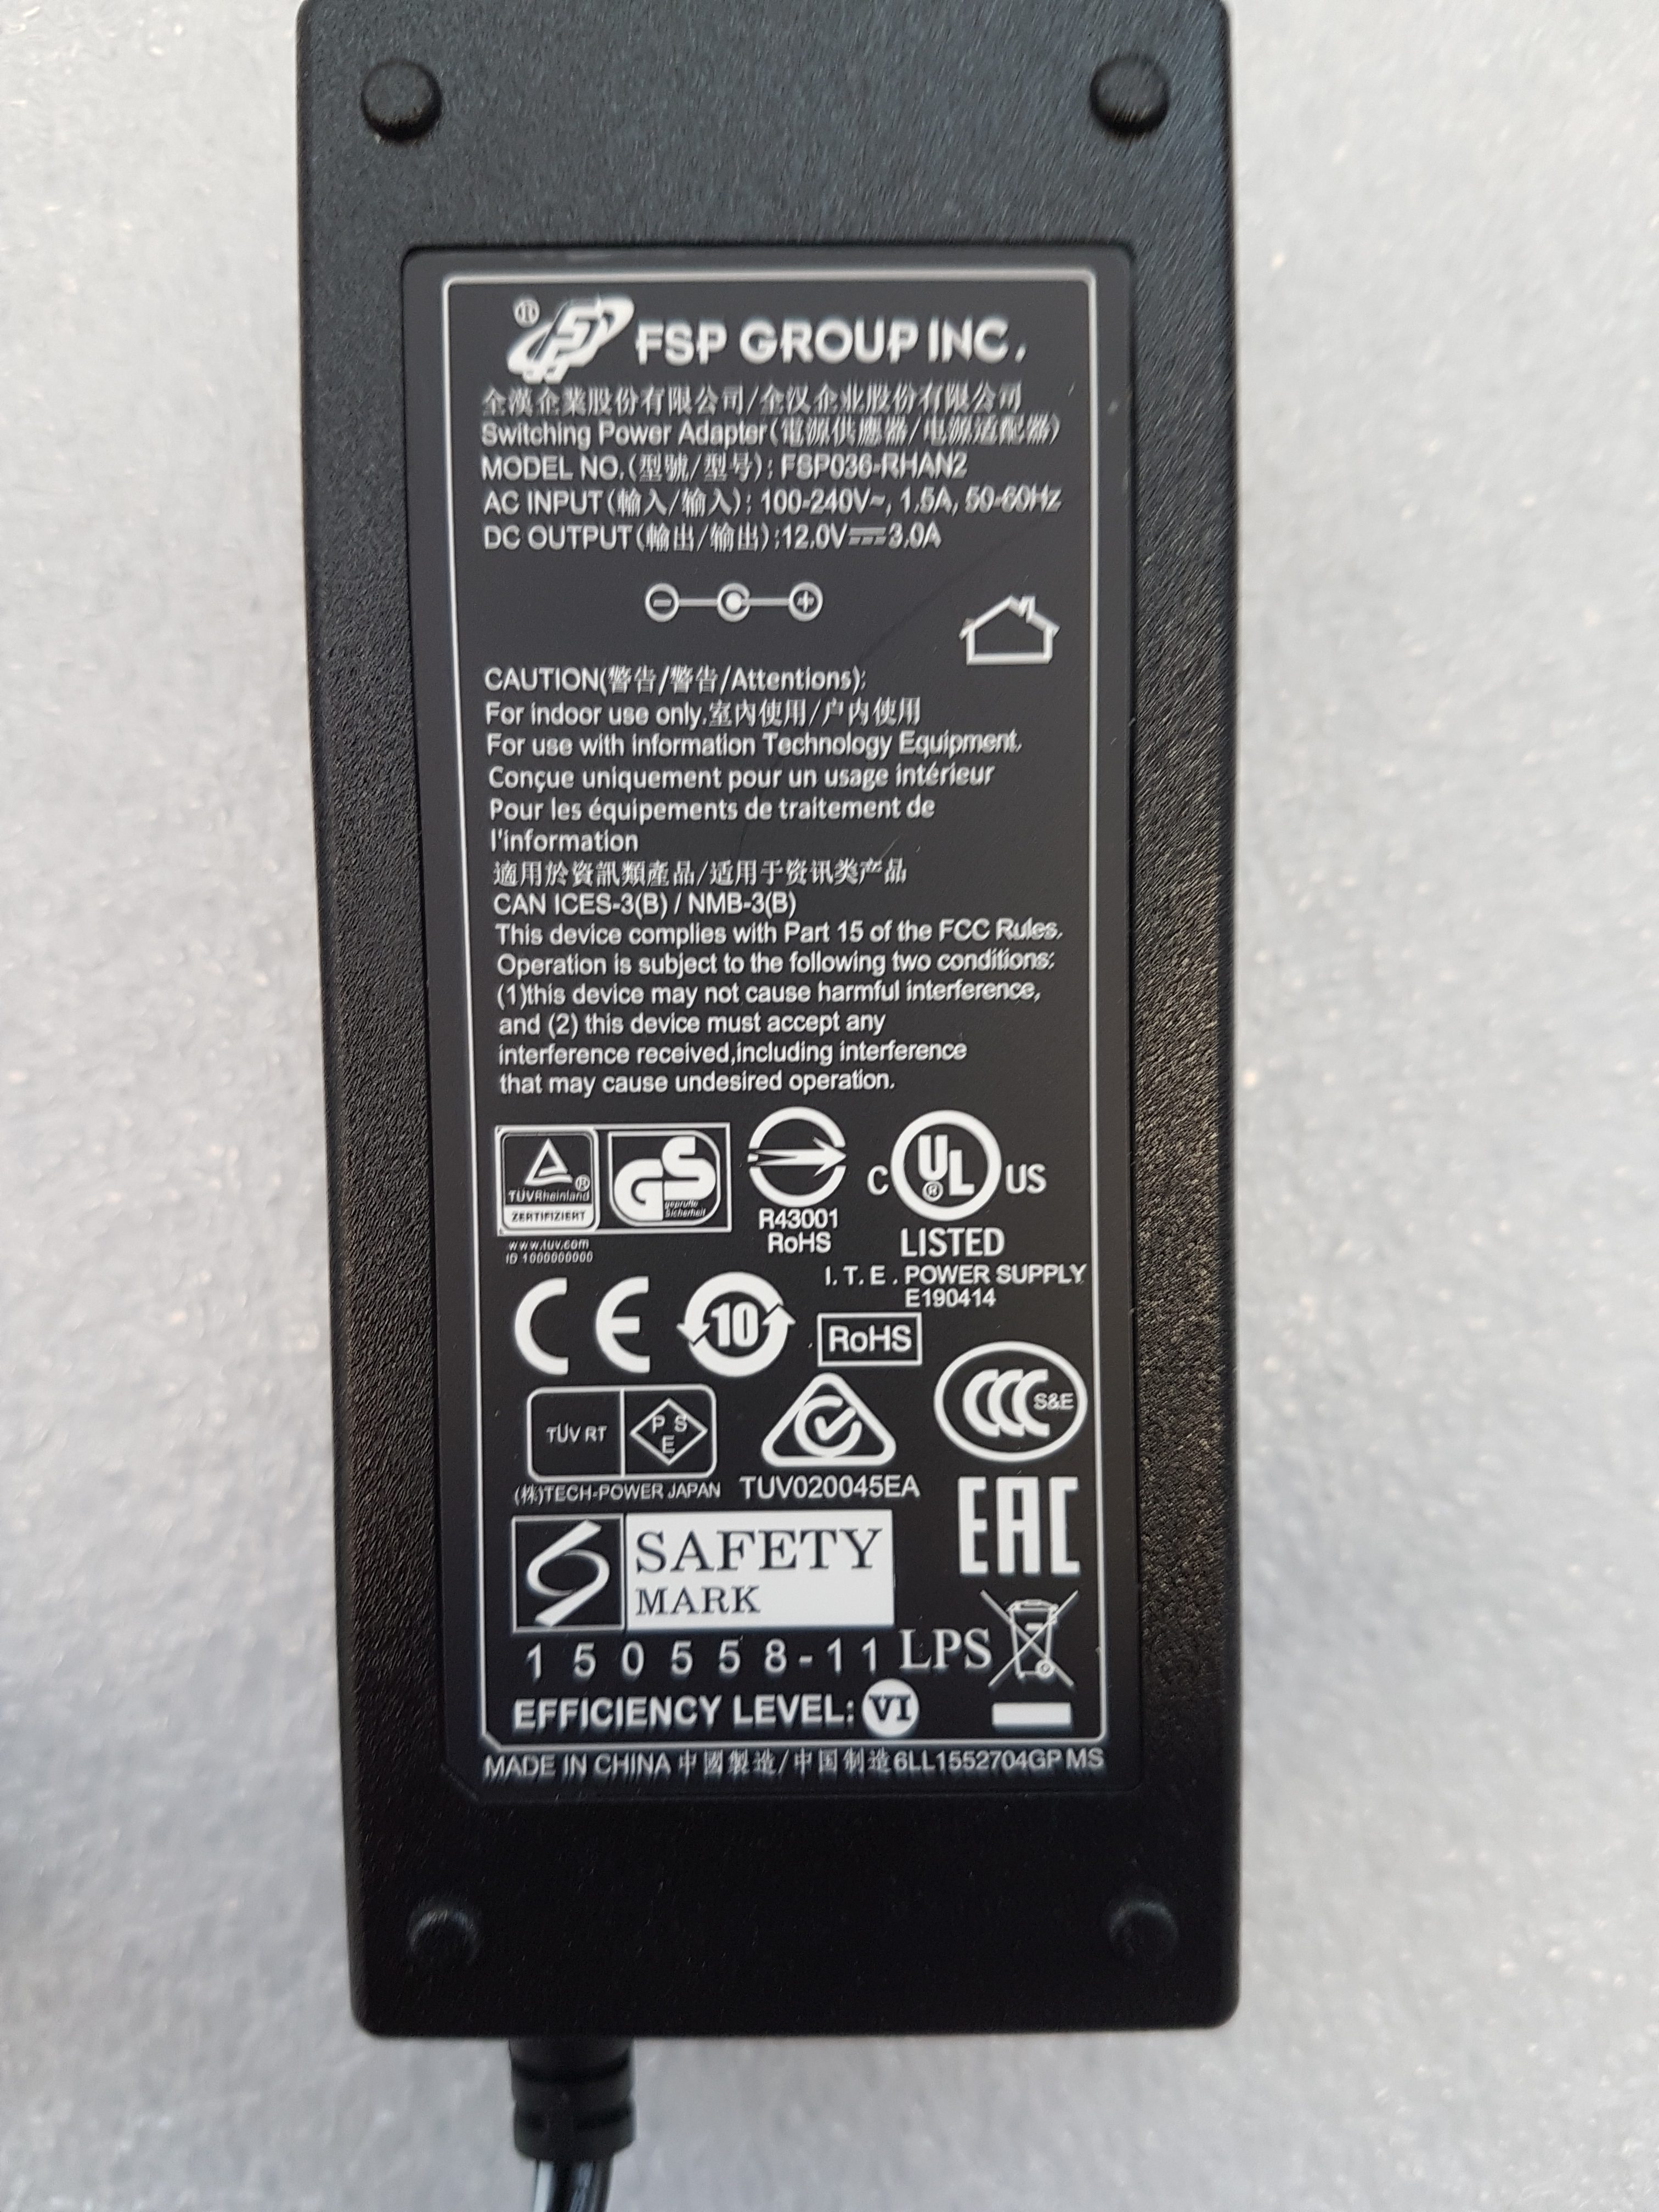 ® FSP GROUP INC.
全漢企業股份有限公司/全汉企业股份有限公司
Switching Power Adapter(電源供應器/电源适配器)
MODEL NO.(型號/型号): FSP036-RHAN2
AC INPUT(輸入/输入): 100-240V~, 1.5A, 50-60Hz
DC OUTPUT(輸出/输出):12.0V⎓3.0A
CAUTION(警告/警告/Attentions):
For indoor use only.室內使用/户内使用
For use with information Technology Equipment.
Conçue uniquement pour un usage intérieur
Pour les équipements de traitement de
l'information
適用於資訊類產品/适用于资讯类产品
CAN ICES-3(B) / NMB-3(B)
This device complies with Part 15 of the FCC Rules.
Operation is subject to the following two conditions:
(1)this device may not cause harmful interference,
and (2) this device must accept any
interference received,including interference
that may cause undesired operation.
TÜVRheinland ®
ZERTIFIZIERT
GS
geprüfte
Sicherheit
www.tuv.com
ID 1000000000
R43001
RoHS
C UL ® US
LISTED
I.T.E. POWER SUPPLY
E190414
CE
10
RoHS
CCC S&E
TÜV RT
PSE
(株)TECH-POWER JAPAN
TUV020045EA
EAC
SAFETY
MARK
150558-11
LPS
EFFICIENCY LEVEL: VI
MADE IN CHINA 中國製造/中国制造 6LL1552704GP MS